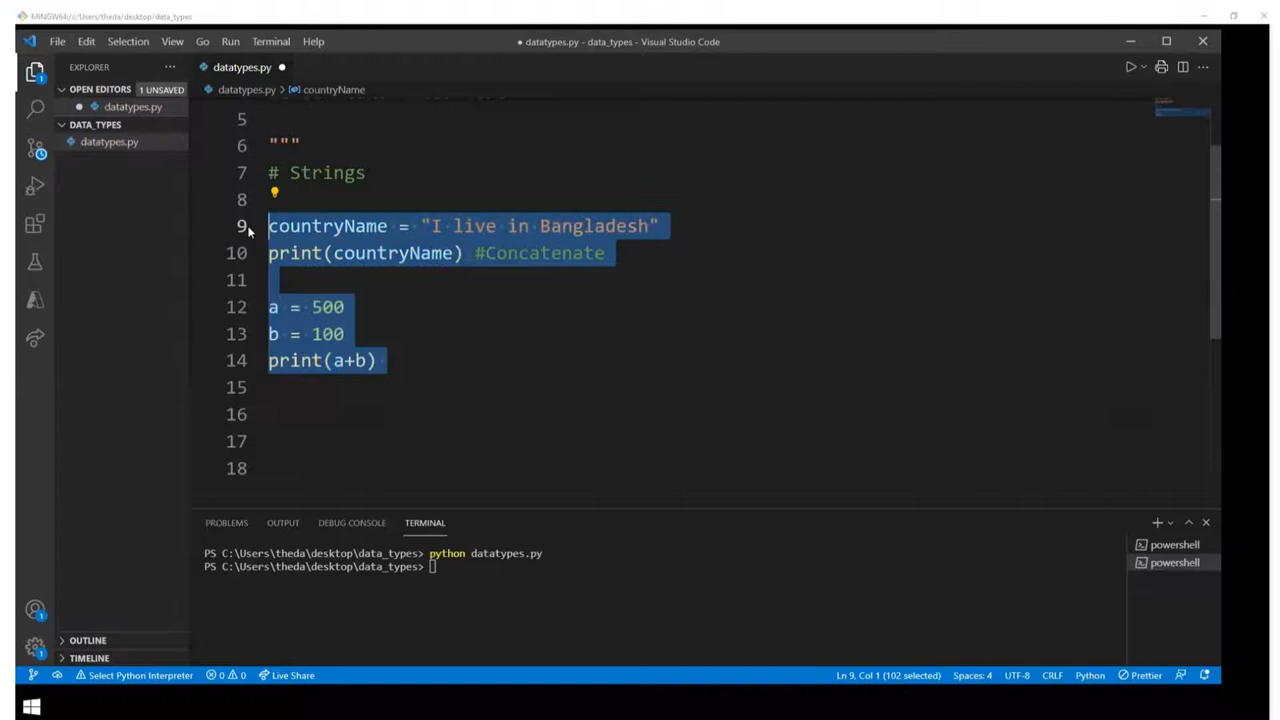 MINGW64:/c/Users/theda/desktop/data_types
File Edit Selection View Go Run Terminal Help
● datatypes.py - data_types - Visual Studio Code
EXPLORER ···
datatypes.py ●
OPEN EDITORS 1 UNSAVED
datatypes.py > countryName
● datatypes.py
DATA_TYPES
datatypes.py
5
6 """
7 # Strings
8
9 countryName = "I live in Bangladesh"
10 print(countryName) #Concatenate
11
12 a = 500
13 b = 100
14 print(a+b)
15
16
17
18
PROBLEMS OUTPUT DEBUG CONSOLE TERMINAL
PS C:\Users\theda\desktop\data_types> python datatypes.py
PS C:\Users\theda\desktop\data_types>
powershell
powershell
OUTLINE
TIMELINE
Select Python Interpreter 0 0 Live Share Ln 9, Col 1 (102 selected) Spaces: 4 UTF-8 CRLF Python Prettier